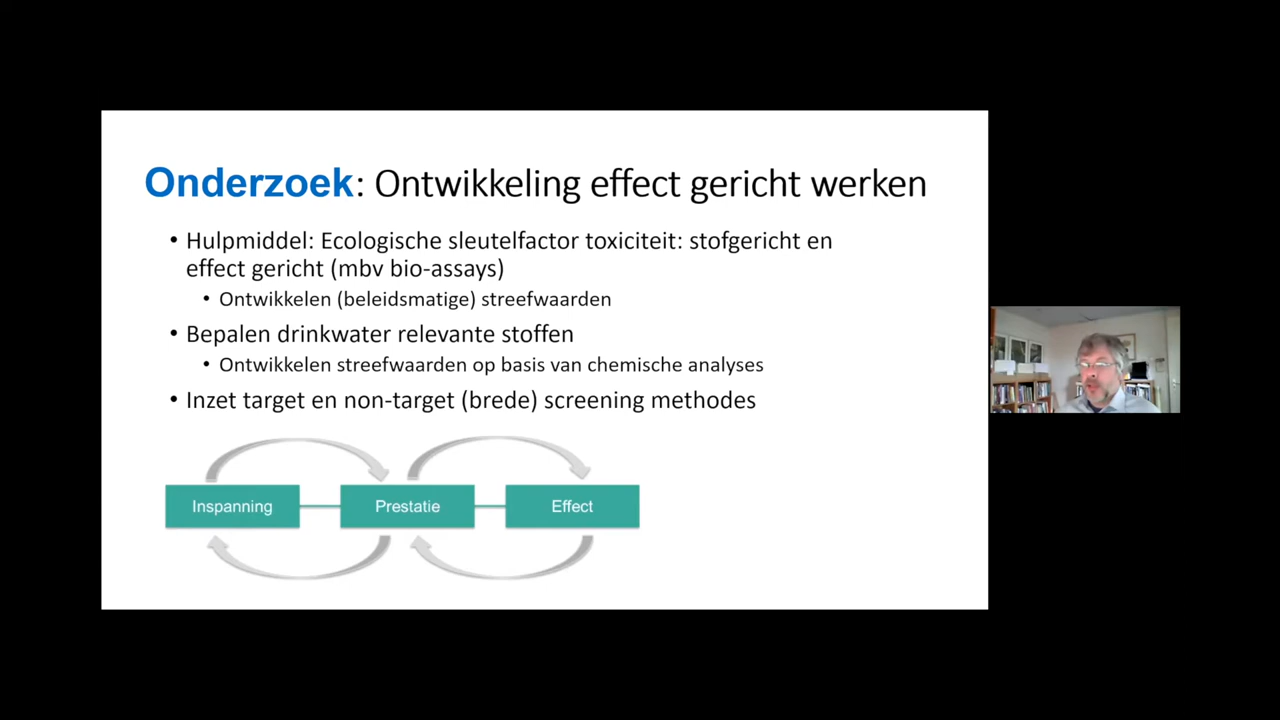 Onderzoek: Ontwikkeling effect gericht werken
• Hulpmiddel: Ecologische sleutelfactor toxiciteit: stofgericht en
effect gericht (mbv bio-assays)
• Ontwikkelen (beleidsmatige) streefwaarden
• Bepalen drinkwater relevante stoffen
• Ontwikkelen streefwaarden op basis van chemische analyses
• Inzet target en non-target (brede) screening methodes
Inspanning
Prestatie
Effect